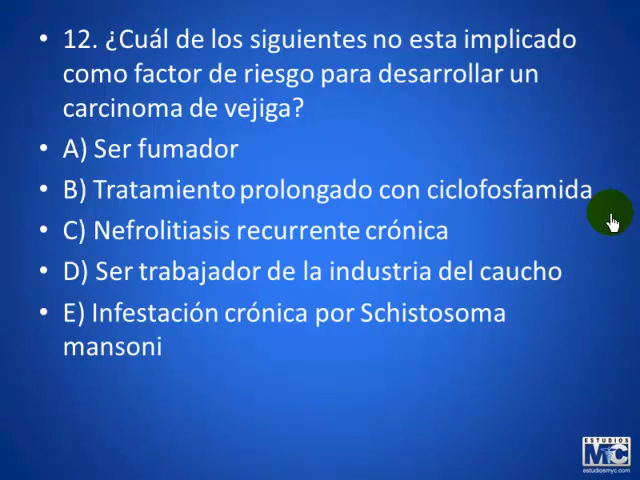 • 12. ¿Cuál de los siguientes no esta implicado
como factor de riesgo para desarrollar un
carcinoma de vejiga?
• A) Ser fumador
• B) Tratamiento prolongado con ciclofosfamida
• C) Nefrolitiasis recurrente crónica
• D) Ser trabajador de la industria del caucho
• E) Infestación crónica por Schistosoma
mansoni
ESTUDIOS
MyC
estudiosmyc.com